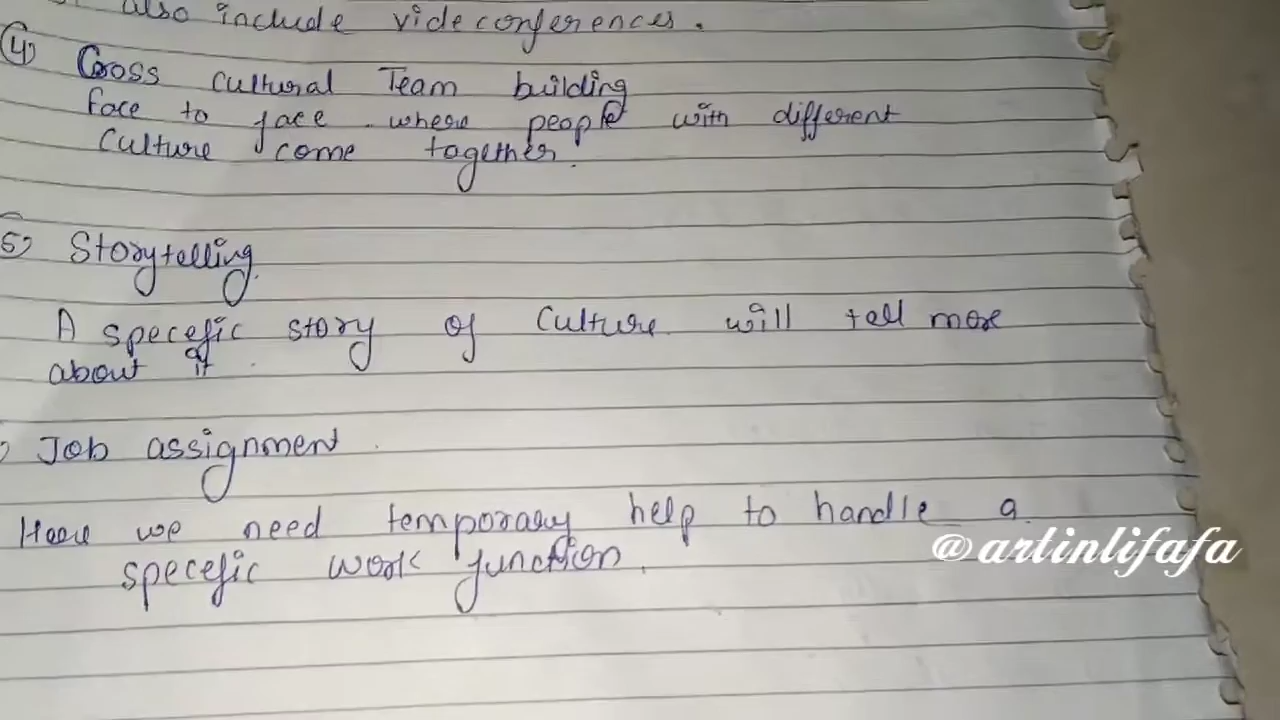 also include videconferences.
4) Cross cultural Team building
face to face where people with different
culture come together.
5) Storytelling.
A specefic story of culture will tell more
about it.
) Job assignment.
Here we need temporary help to handle a
specefic work function.
@artinlifafa